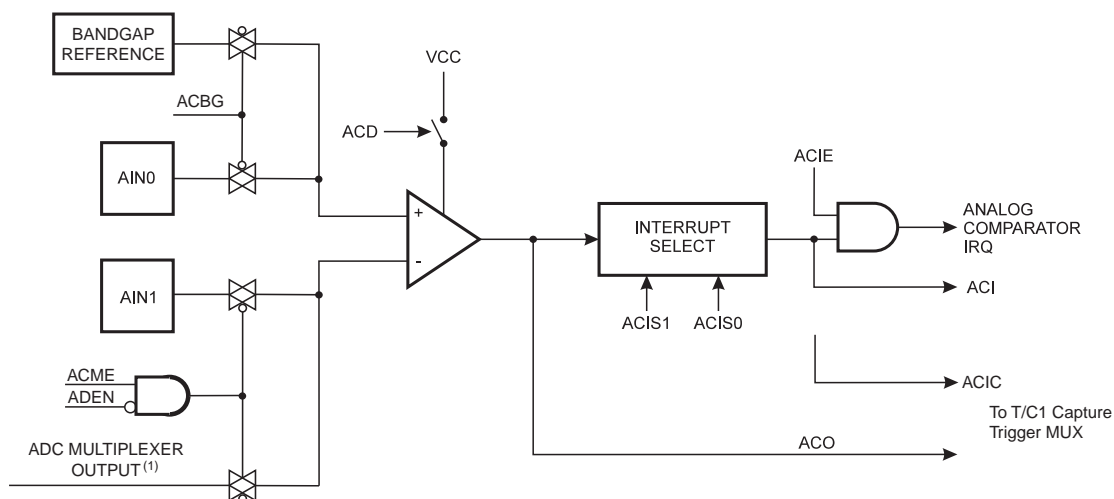 BANDGAP
REFERENCE
VCC
ACBG
ACD
AIN0
ACIE
+
INTERRUPT
SELECT
ANALOG
COMPARATOR
IRQ
-
AIN1
ACI
ACIS1
ACIS0
ACME
ADEN
ACIC
To T/C1 Capture
Trigger MUX
ADC MULTIPLEXER
OUTPUT (1)
ACO